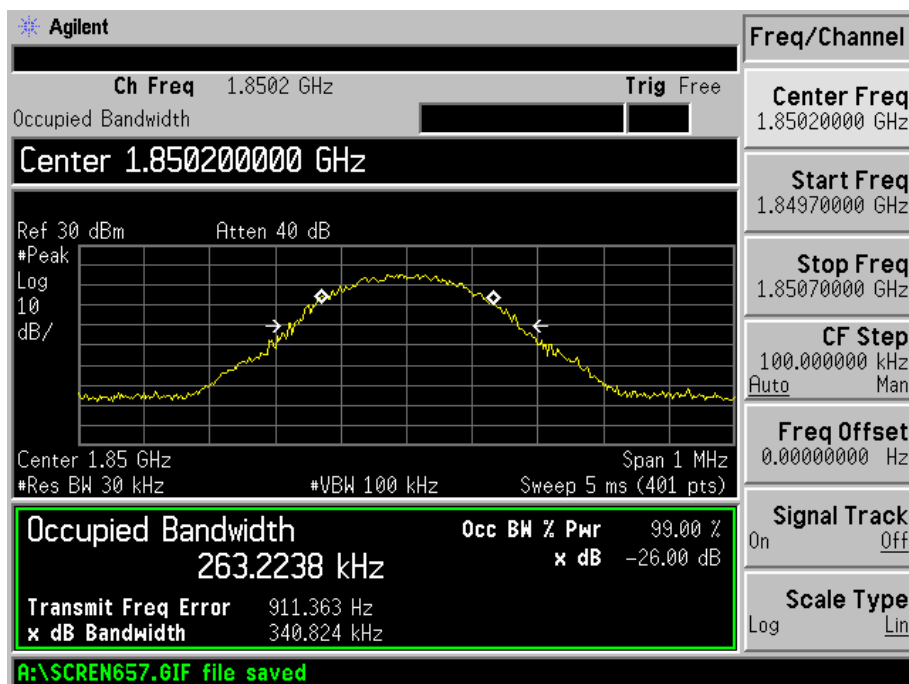 Agilent
Freq/Channel
Ch Freq 1.8502 GHz Trig Free
Occupied Bandwidth
Center 1.850200000 GHz
Ref 30 dBm Atten 40 dB
#Peak
Log
10
dB/
Center 1.85 GHz Span 1 MHz
#Res BW 30 kHz #VBW 100 kHz Sweep 5 ms (401 pts)
Occupied Bandwidth
263.2238 kHz
Occ BW % Pwr 99.00 %
x dB -26.00 dB
Transmit Freq Error 911.363 Hz
x dB Bandwidth 340.824 kHz
A:\SCREN657.GIF file saved
Center Freq
1.85020000 GHz
Start Freq
1.84970000 GHz
Stop Freq
1.85070000 GHz
CF Step
100.000000 kHz
Auto Man
Freq Offset
0.00000000 Hz
Signal Track
On Off
Scale Type
Log Lin